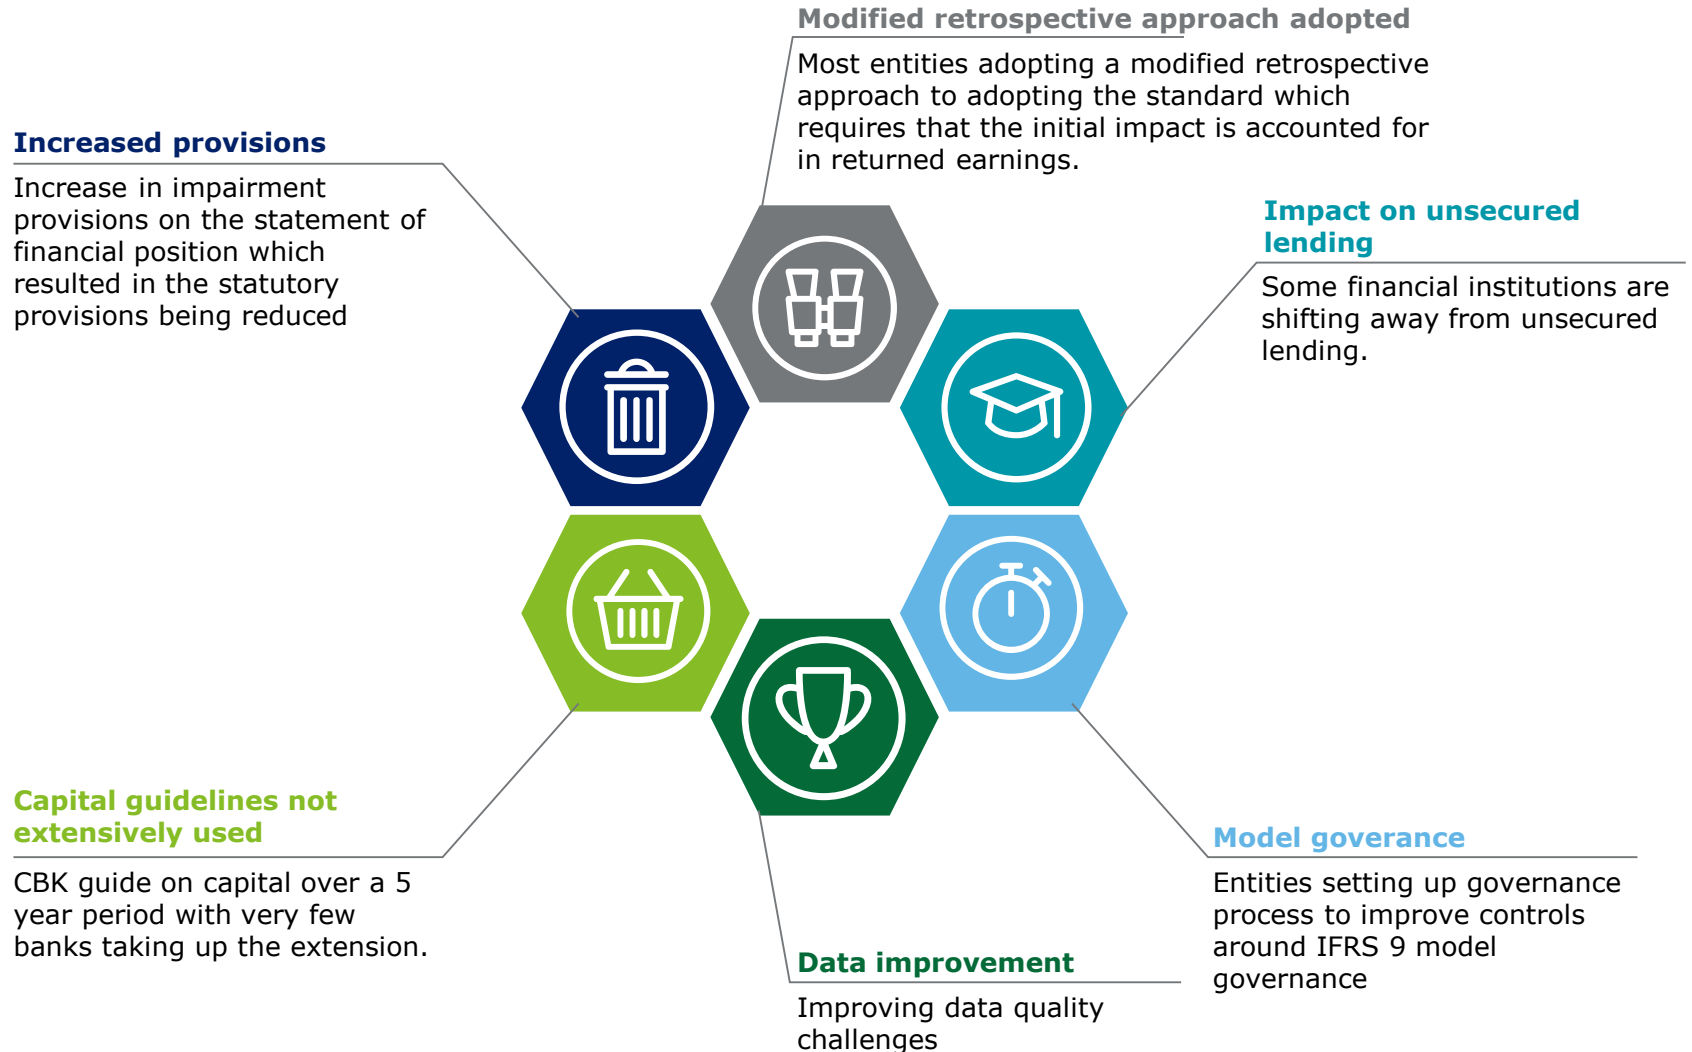 Modified retrospective approach adopted
Most entities adopting a modified retrospective
approach to adopting the standard which
requires that the initial impact is accounted for
in returned earnings.
Increased provisions
Increase in impairment
provisions on the statement of
financial position which
resulted in the statutory
provisions being reduced
Impact on unsecured
lending
Some financial institutions are
shifting away from unsecured
lending.
Capital guidelines not
extensively used
CBK guide on capital over a 5
year period with very few
banks taking up the extension.
Model goverance
Entities setting up governance
process to improve controls
around IFRS 9 model
governance
Data improvement
Improving data quality
challenges